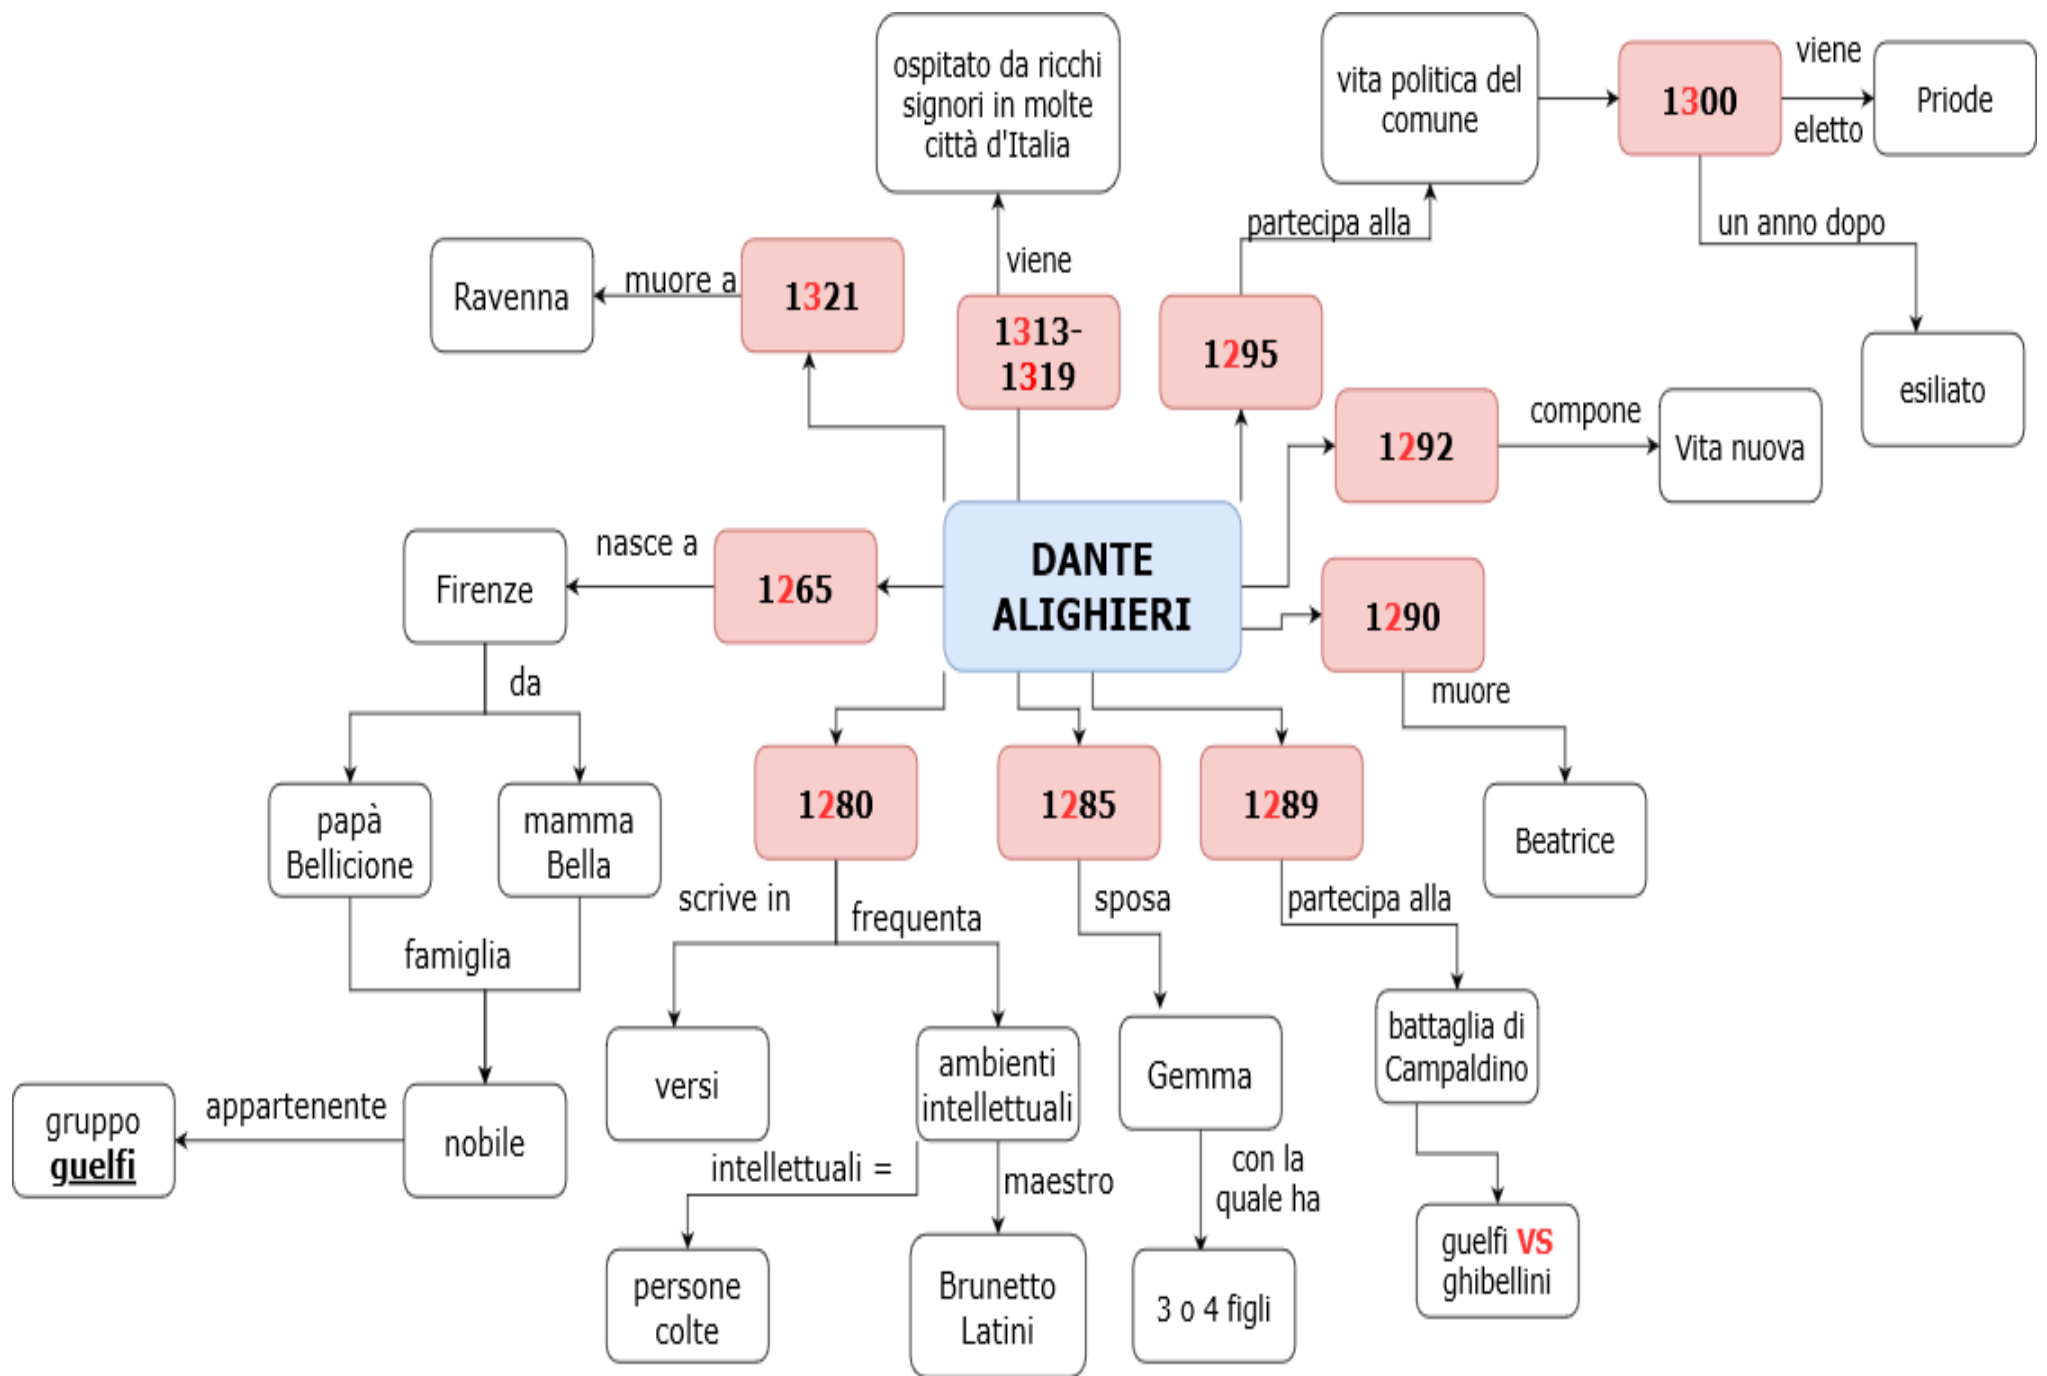 ospitato da ricchi
signori in molte
città d'Italia
vita politica del
comune
1300
viene
eletto
Priode
partecipa alla
un anno dopo
viene
Ravenna
muore a
1321
1313-
1319
1295
esiliato
1292
compone
Vita nuova
DANTE
ALIGHIERI
Firenze
nasce a
1265
1290
da
muore
papà
Bellicione
mamma
Bella
1280
1285
1289
Beatrice
famiglia
scrive in
frequenta
sposa
partecipa alla
versi
ambienti
intellettuali
Gemma
battaglia di
Campaldino
gruppo
guelfi
appartenente
nobile
intellettuali =
maestro
con la
quale ha
persone
colte
Brunetto
Latini
3 o 4 figli
guelfi VS
ghibellini